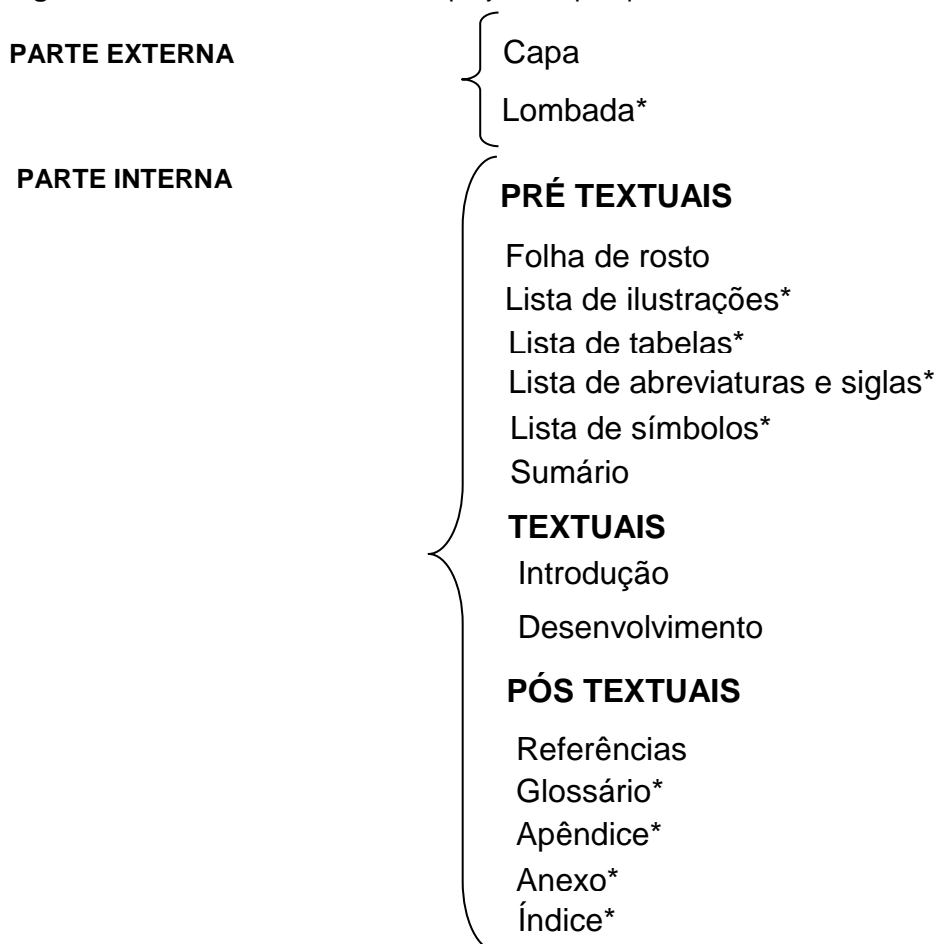 PARTE EXTERNA
Capa
Lombada*
PARTE INTERNA
PRÉ TEXTUAIS
Folha de rosto
Lista de ilustrações*
Lista de tabelas*
Lista de abreviaturas e siglas*
Lista de símbolos*
Sumário
TEXTUAIS
Introdução
Desenvolvimento
PÓS TEXTUAIS
Referências
Glossário*
Apêndice*
Anexo*
Índice*